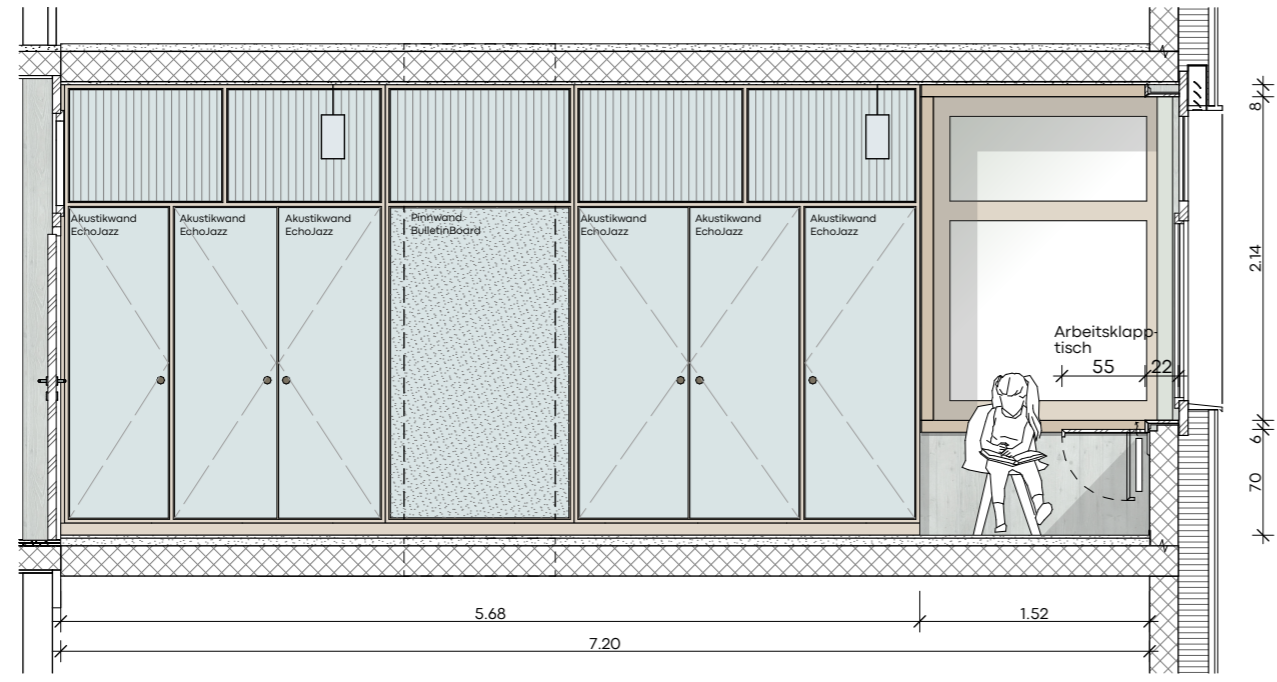 8
Akustikwand
EchoJazz
Akustikwand
EchoJazz
Akustikwand
EchoJazz
Pinnwand
BulletinBoard
Akustikwand
EchoJazz
Akustikwand
EchoJazz
Akustikwand
EchoJazz
2.14
Arbeitsklapp-
tisch
55
22
6
70
5.68
1.52
7.20